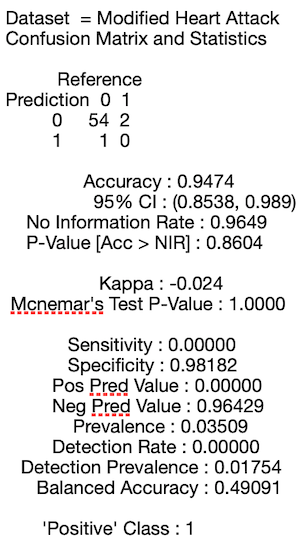 Dataset = Modified Heart Attack
Confusion Matrix and Statistics
Reference
Prediction 0 1
0 54 2
1 1 0
Accuracy : 0.9474
95% CI : (0.8538, 0.989)
No Information Rate : 0.9649
P-Value [Acc > NIR] : 0.8604
Kappa : -0.024
Mcnemar's Test P-Value : 1.0000
Sensitivity : 0.00000
Specificity : 0.98182
Pos Pred Value : 0.00000
Neg Pred Value : 0.96429
Prevalence : 0.03509
Detection Rate : 0.00000
Detection Prevalence : 0.01754
Balanced Accuracy : 0.49091
'Positive' Class : 1